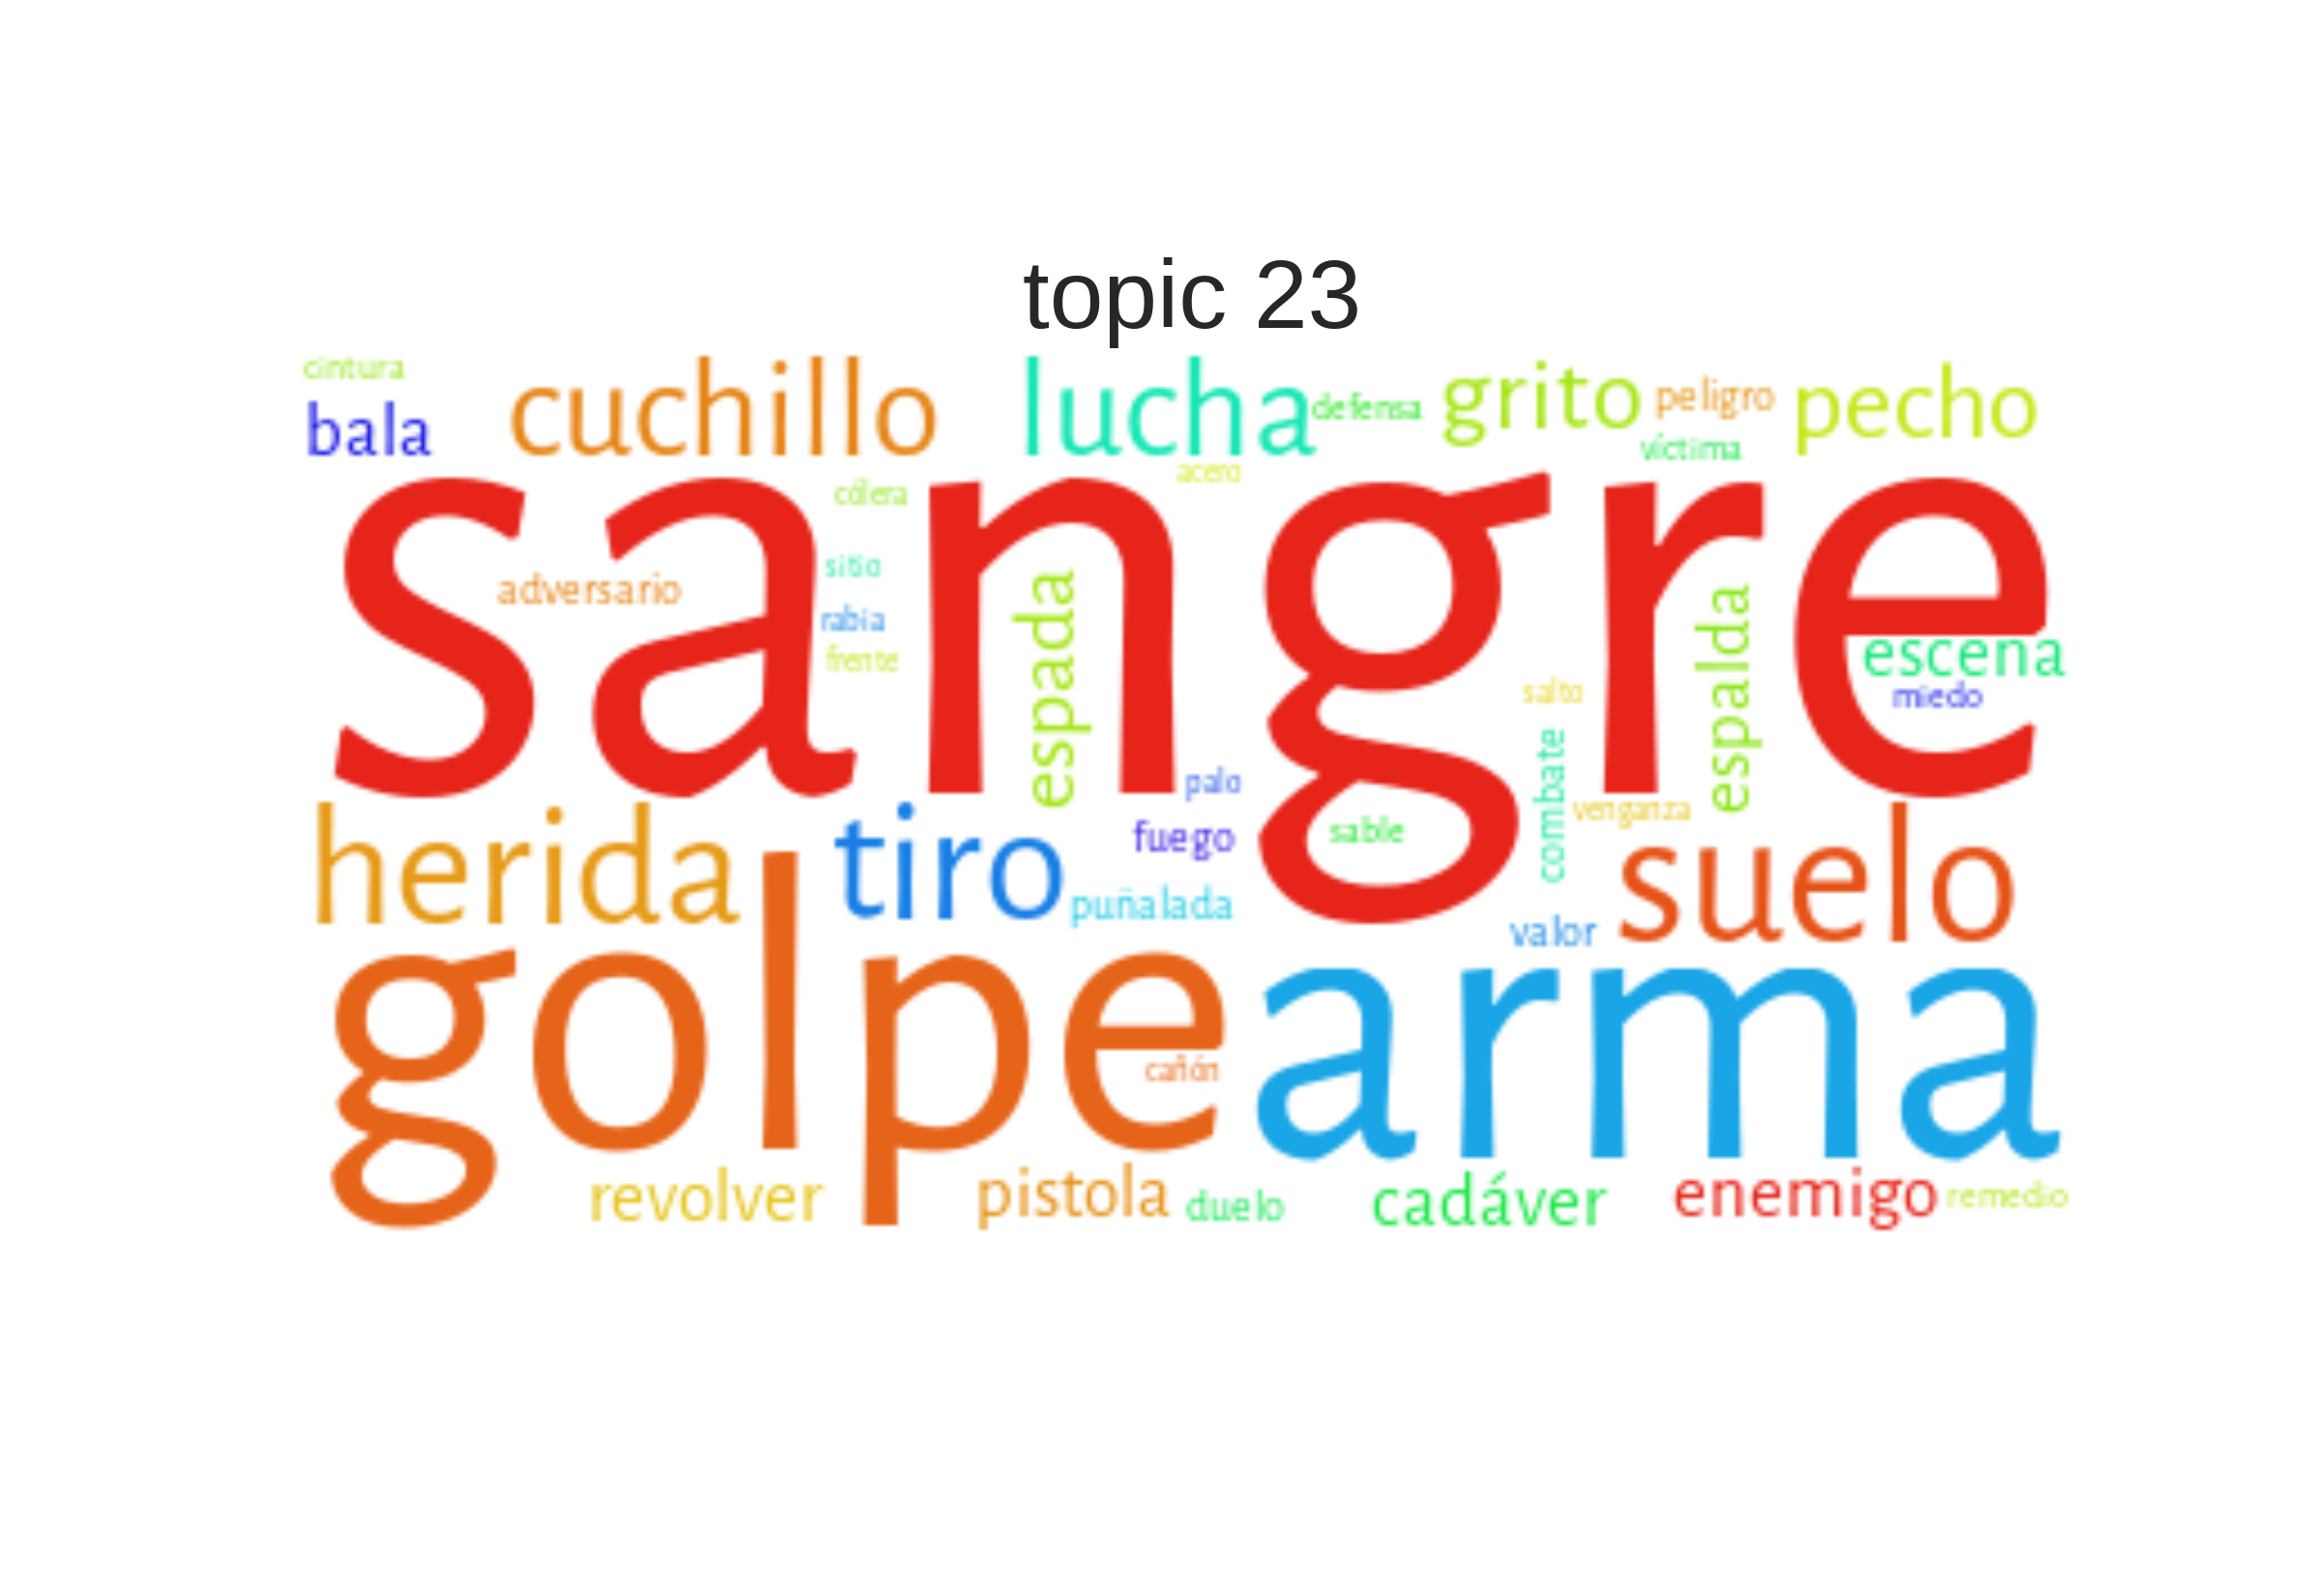 topic 23
cintura
bala
cuchillo
lucha
defensa
grito
peligro
pecho
víctima
acero
cólera
sangre
adversario
sitio
rabia
frente
espada
espalda
escena
miedo
salto
combate
venganza
palo
sable
fuego
herida
tiro
puñalada
valor
suelo
golpe
arma
cañón
revolver
pistola
duelo
cadáver
enemigo
remedio